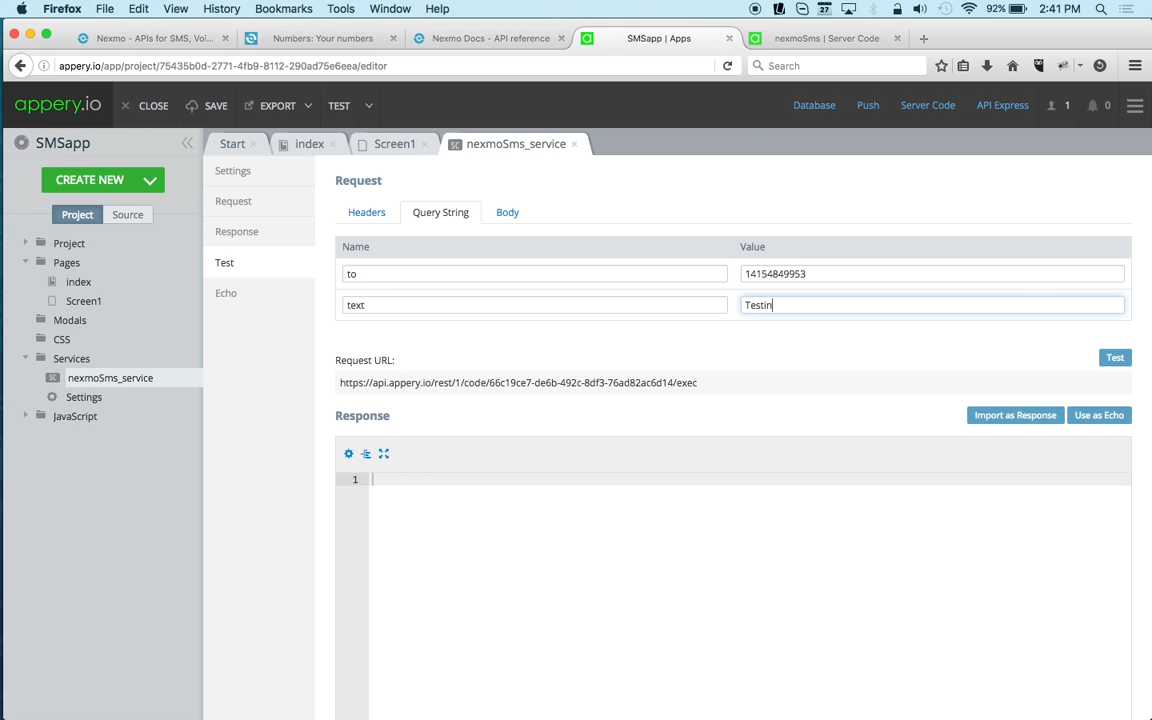 Firefox File Edit View History Bookmarks Tools Window Help 27 92% 2:41 PM
Nexmo - APIs for SMS, Voi... Numbers: Your numbers Nexmo Docs - API reference SMSapp | Apps nexmoSms | Server Code
appery.io/app/project/75435b0d-2771-4fb9-8112-290ad75e6eea/editor Search
appery.io CLOSE SAVE EXPORT TEST Database Push Server Code API Express 1 0
SMSapp Start index Screen1 nexmoSms_service
CREATE NEW
Project Source
Project
Pages
index
Screen1
Modals
CSS
Services
nexmoSms_service
Settings
JavaScript
Settings
Request
Response
Test
Echo
Request
Headers Query String Body
Name Value
to 14154849953
text Testin
Request URL: Test
https://api.appery.io/rest/1/code/66c19ce7-de6b-492c-8df3-76ad82ac6d14/exec
Response Import as Response Use as Echo
1